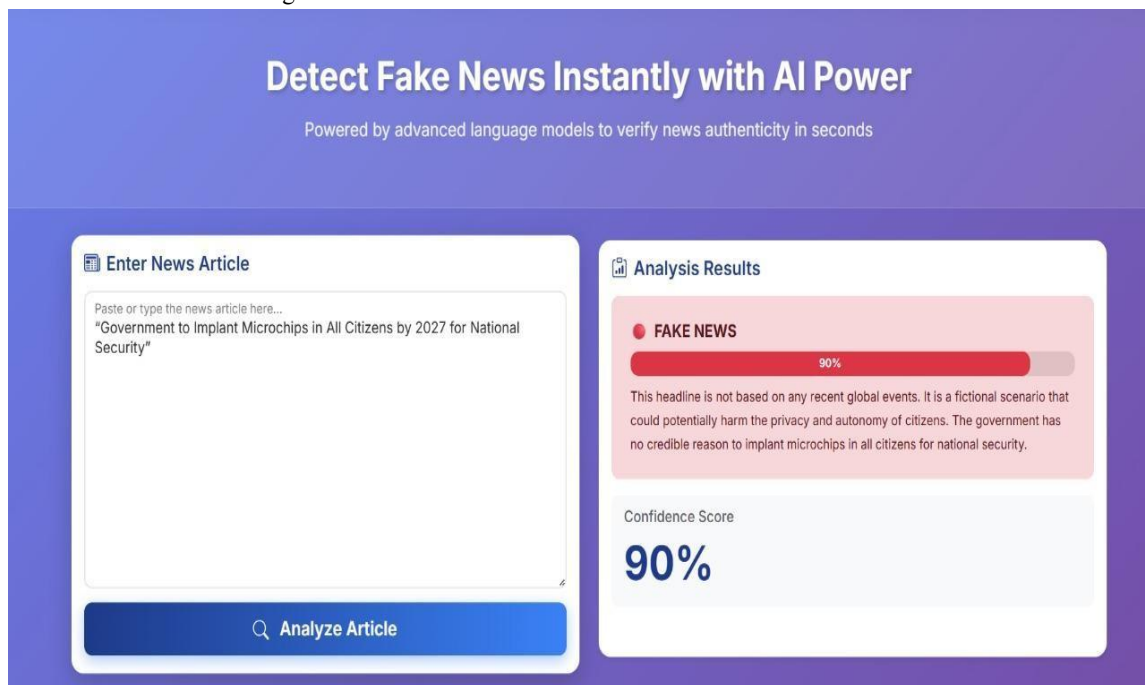 Detect Fake News Instantly with AI Power
Powered by advanced language models to verify news authenticity in seconds
Enter News Article
Paste or type the news article here...
“Government to Implant Microchips in All Citizens by 2027 for National
Security”
Analyze Article
Analysis Results
FAKE NEWS
90%
This headline is not based on any recent global events. It is a fictional scenario that
could potentially harm the privacy and autonomy of citizens. The government has
no credible reason to implant microchips in all citizens for national security.
Confidence Score
90%